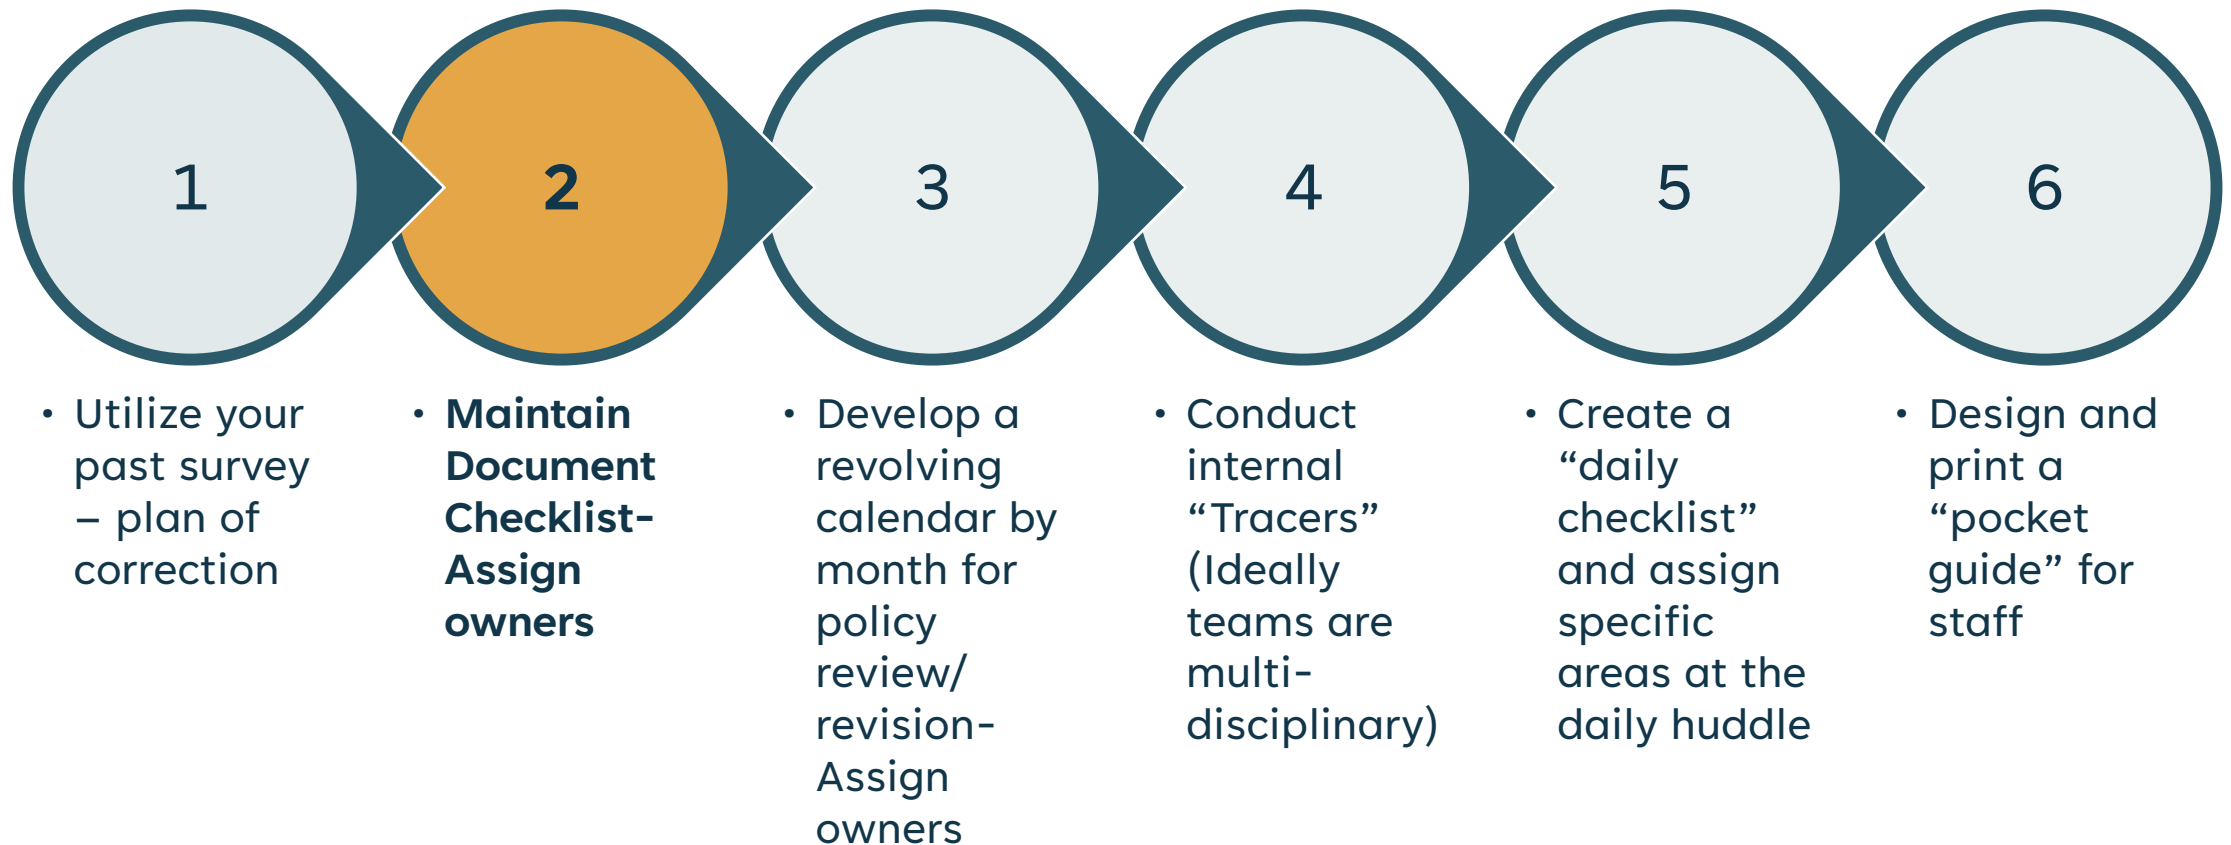 1
2
3
4
5
6
• Utilize your
past survey
– plan of
correction
• Maintain
Document
Checklist-
Assign
owners
• Develop a
revolving
calendar by
month for
policy
review/
revision-
Assign
owners
• Conduct
internal
“Tracers”
(Ideally
teams are
multi-
disciplinary)
• Create a
“daily
checklist”
and assign
specific
areas at the
daily huddle
• Design and
print a
“pocket
guide” for
staff